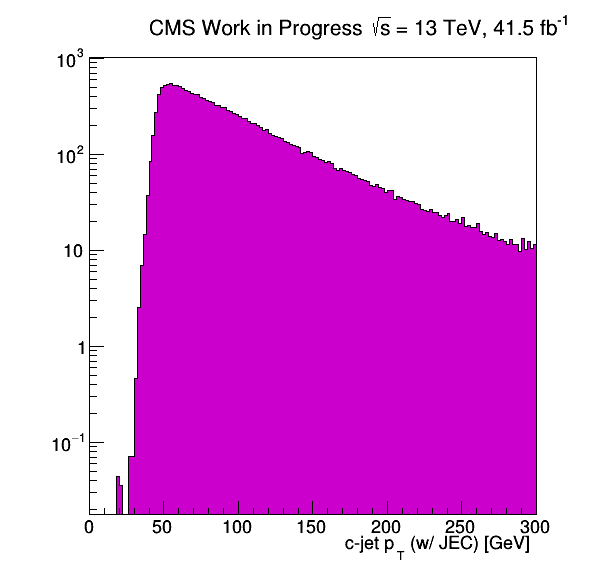 CMS Work in Progress √s = 13 TeV, 41.5 fb⁻¹
10³
10²
10
1
10⁻¹
0 50 100 150 200 250 300
c-jet p_T (w/ JEC) [GeV]